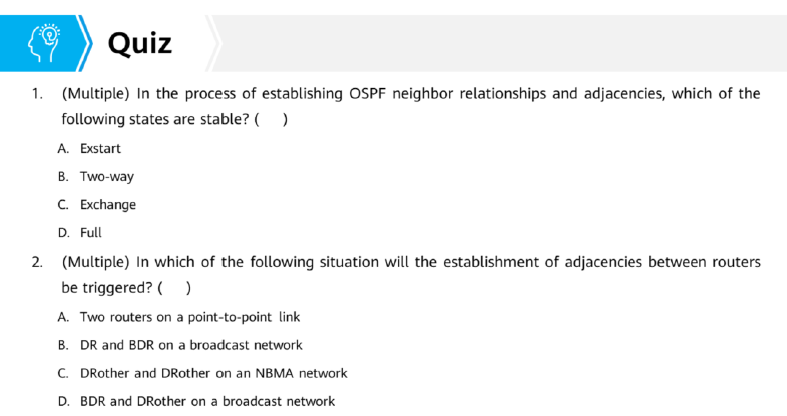 Quiz
1. (Multiple) In the process of establishing OSPF neighbor relationships and adjacencies, which of the
following states are stable? ( )
A. Exstart
B. Two-way
C. Exchange
D. Full
2. (Multiple) In which of the following situation will the establishment of adjacencies between routers
be triggered? ( )
A. Two routers on a point-to-point link
B. DR and BDR on a broadcast network
C. DRother and DRother on an NBMA network
D. BDR and DRother on a broadcast network